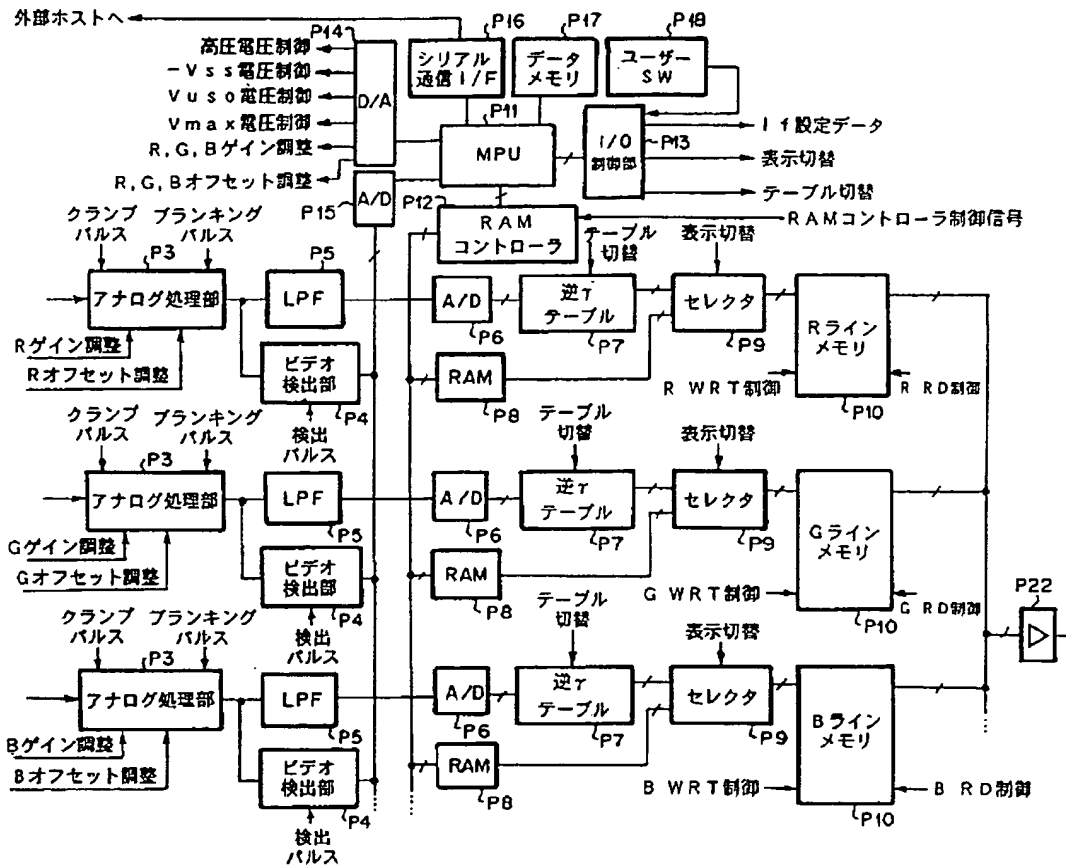 外部ホストへ
P14
P16
P17
P18
高圧電圧制御
-Vss電圧制御
Vuso電圧制御
Vmax電圧制御
R,G,Bゲイン調整
R,G,Bオフセット調整
D/A
シリアル
通信I/F
データ
メモリ
ユーザー
SW
P11
MPU
I/O
制御部
P13
If設定データ
表示切替
テーブル切替
P15
A/D
P12
RAM
コントローラ
RAMコントローラ制御信号
クランプ
パルス
ブランキング
パルス
P3
アナログ処理部
Rゲイン調整
Rオフセット調整
P5
LPF
ビデオ
検出部
P4
検出
パルス
A/D
P6
テーブル
切替
逆γ
テーブル
P7
RAM
P8
表示切替
セレクタ
P9
Rライン
メモリ
R WRT制御
R RD制御
P10
クランプ
パルス
ブランキング
パルス
P3
アナログ処理部
Gゲイン調整
Gオフセット調整
LPF
P5
ビデオ
検出部
P4
検出
パルス
A/D
P6
テーブル
切替
逆γ
テーブル
P7
RAM
P8
表示切替
セレクタ
P9
Gライン
メモリ
G WRT制御
G RD制御
P10
P22
クランプ
パルス
ブランキング
パルス
P3
アナログ処理部
Bゲイン調整
Bオフセット調整
LPF
P5
ビデオ
検出部
P4
検出
パルス
A/D
P6
テーブル
切替
逆γ
テーブル
P7
RAM
P8
表示切替
セレクタ
P9
Bライン
メモリ
B WRT制御
B RD制御
P10